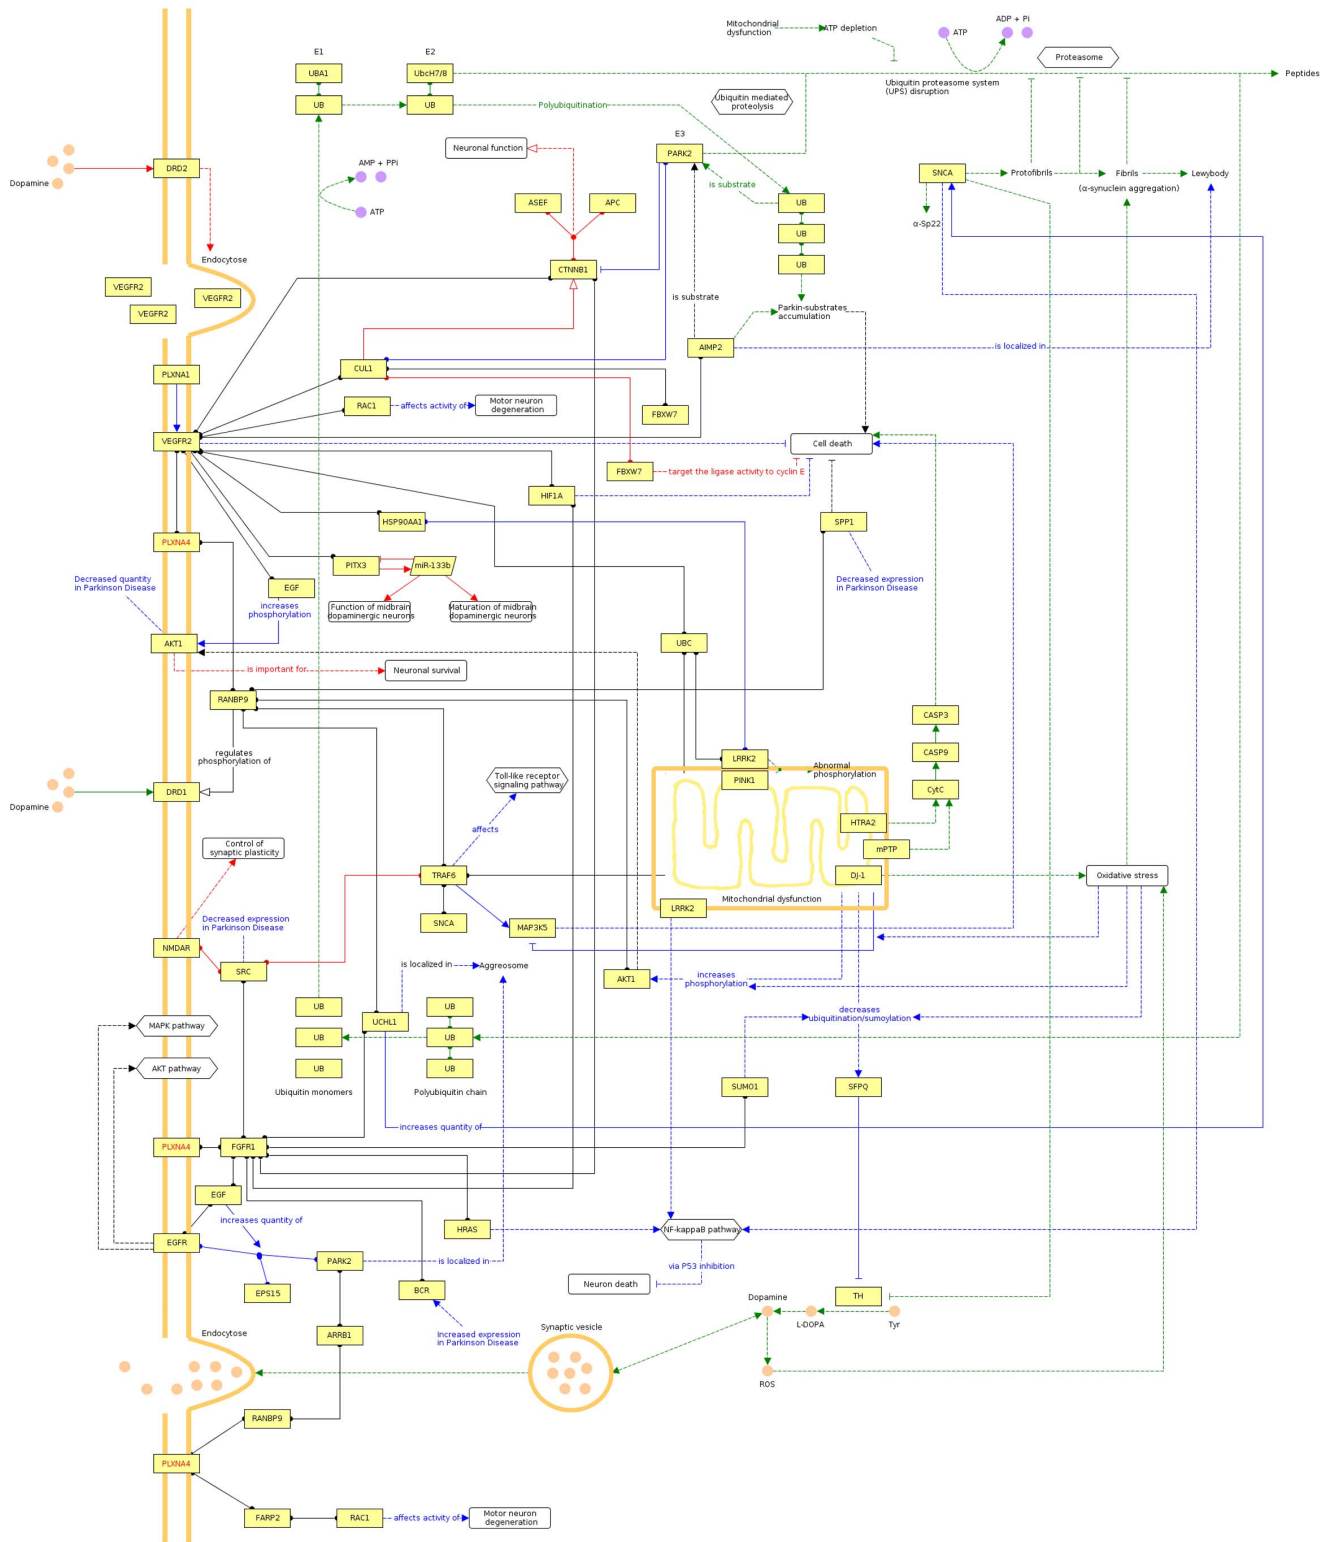 Mitochondrial
dysfunction
ATP depletion
ATP
ADP + Pi
Proteasome
E1
E2
UBA1
UbcH7/8
Peptides
Ubiquitin proteasome system
(UPS) disruption
UB
UB
Polyubiquitination
Ubiquitin mediated
proteolysis
E3
Neuronal function
PARK2
DRD2
AMP + PPi
SNCA
Protofibrils
Fibrils
Lewybody
Dopamine
is substrate
(α-synuclein aggregation)
ASEF
APC
UB
ATP
α-Sp22
UB
Endocytose
CTNNB1
UB
VEGFR2
VEGFR2
is substrate
VEGFR2
Parkin-substrates
accumulation
AIMP2
is localized in
PLXNA1
CUL1
RAC1
affects activity of
Motor neuron
degeneration
FBXW7
VEGFR2
Cell death
FBXW7
target the ligase activity to cyclin E
HIF1A
HSP90AA1
SPP1
PLXNA4
PITX3
miR-133b
Decreased quantity
in Parkinson Disease
EGF
Decreased expression
in Parkinson Disease
increases
phosphorylation
Function of midbrain
dopaminergic neurons
Maturation of midbrain
dopaminergic neurons
AKT1
UBC
is important for
Neuronal survival
RANBP9
CASP3
regulates
phosphorylation of
CASP9
LRRK2
Abnormal
phosphorylation
Toll-like receptor
signaling pathway
PINK1
DRD1
CytC
Dopamine
HTRA2
affects
Control of
synaptic plasticity
mPTP
TRAF6
DJ-1
Oxidative stress
Mitochondrial dysfunction
LRRK2
Decreased expression
in Parkinson Disease
SNCA
MAP3K5
NMDAR
SRC
is localized in
Aggreosome
AKT1
increases
phosphorylation
UB
UB
MAPK pathway
UCHL1
decreases
ubiquitination/sumoylation
UB
UB
AKT pathway
UB
UB
Ubiquitin monomers
Polyubiquitin chain
SUMO1
SFPQ
increases quantity of
PLXNA4
FGFR1
EGF
increases quantity of
HRAS
NF-kappaB pathway
EGFR
PARK2
is localized in
via P53 inhibition
Neuron death
EPS15
BCR
TH
Dopamine
L-DOPA
Tyr
Synaptic vesicle
Endocytose
ARRB1
Increased expression
in Parkinson Disease
ROS
RANBP9
PLXNA4
FARP2
RAC1
affects activity of
Motor neuron
degeneration